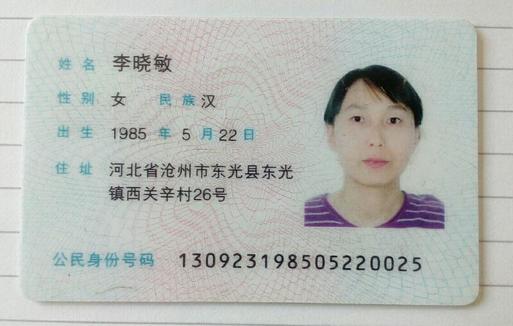 姓名 李晓敏
性别 女 民族 汉
出生 1985 年 5 月 22 日
住址 河北省沧州市东光县东光
镇西关辛村26号
公民身份号码 130923198505220025